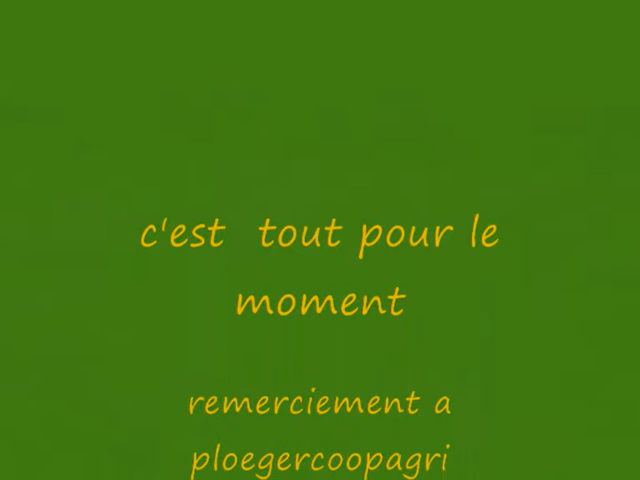 c'est tout pour le
moment
remerciement a
ploegercoopagri